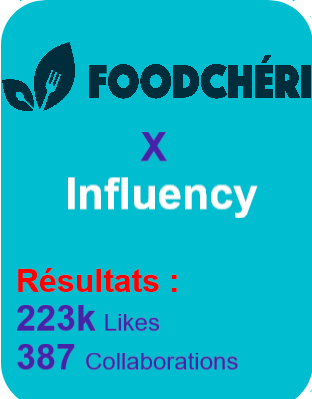 FOODCHÉRI
X
Influency
Résultats :
223k Likes
387 Collaborations